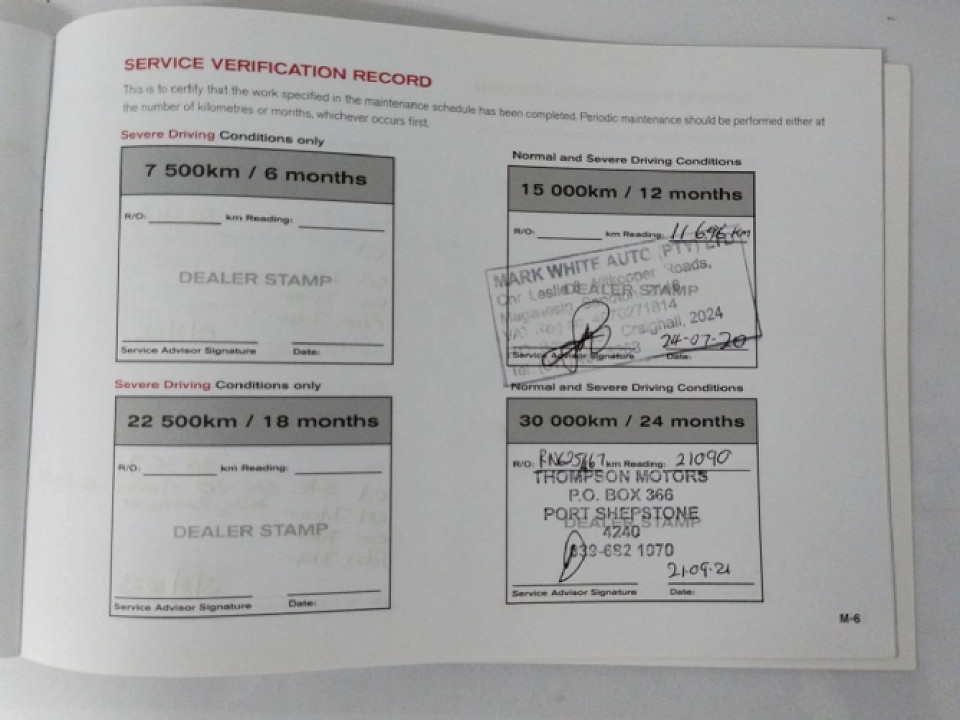 SERVICE VERIFICATION RECORD
This is to certify that the work specified in the maintenance schedule has been completed. Periodic maintenance should be performed either at
the number of kilometres or months, whichever occurs first.
Severe Driving Conditions only
7 500km / 6 months
R/O: km Reading:
DEALER STAMP
Service Advisor Signature Date:
Normal and Severe Driving Conditions
15 000km / 12 months
R/O: km Reading: 11 696 km
MARK WHITE AUTO (PTY) LTD
Cnr Leslie Roads,
DEALER STAMP
Craighall, 2024
24-07-20
Service Advisor Signature Date:
Severe Driving Conditions only
22 500km / 18 months
R/O: km Reading:
DEALER STAMP
Service Advisor Signature Date:
Normal and Severe Driving Conditions
30 000km / 24 months
R/O: km Reading: 21090
THOMPSON MOTORS
P.O. BOX 366
PORT SHEPSTONE
DEALER STAMP
4240
039-682 1070
21.09.21
Service Advisor Signature Date:
M-6